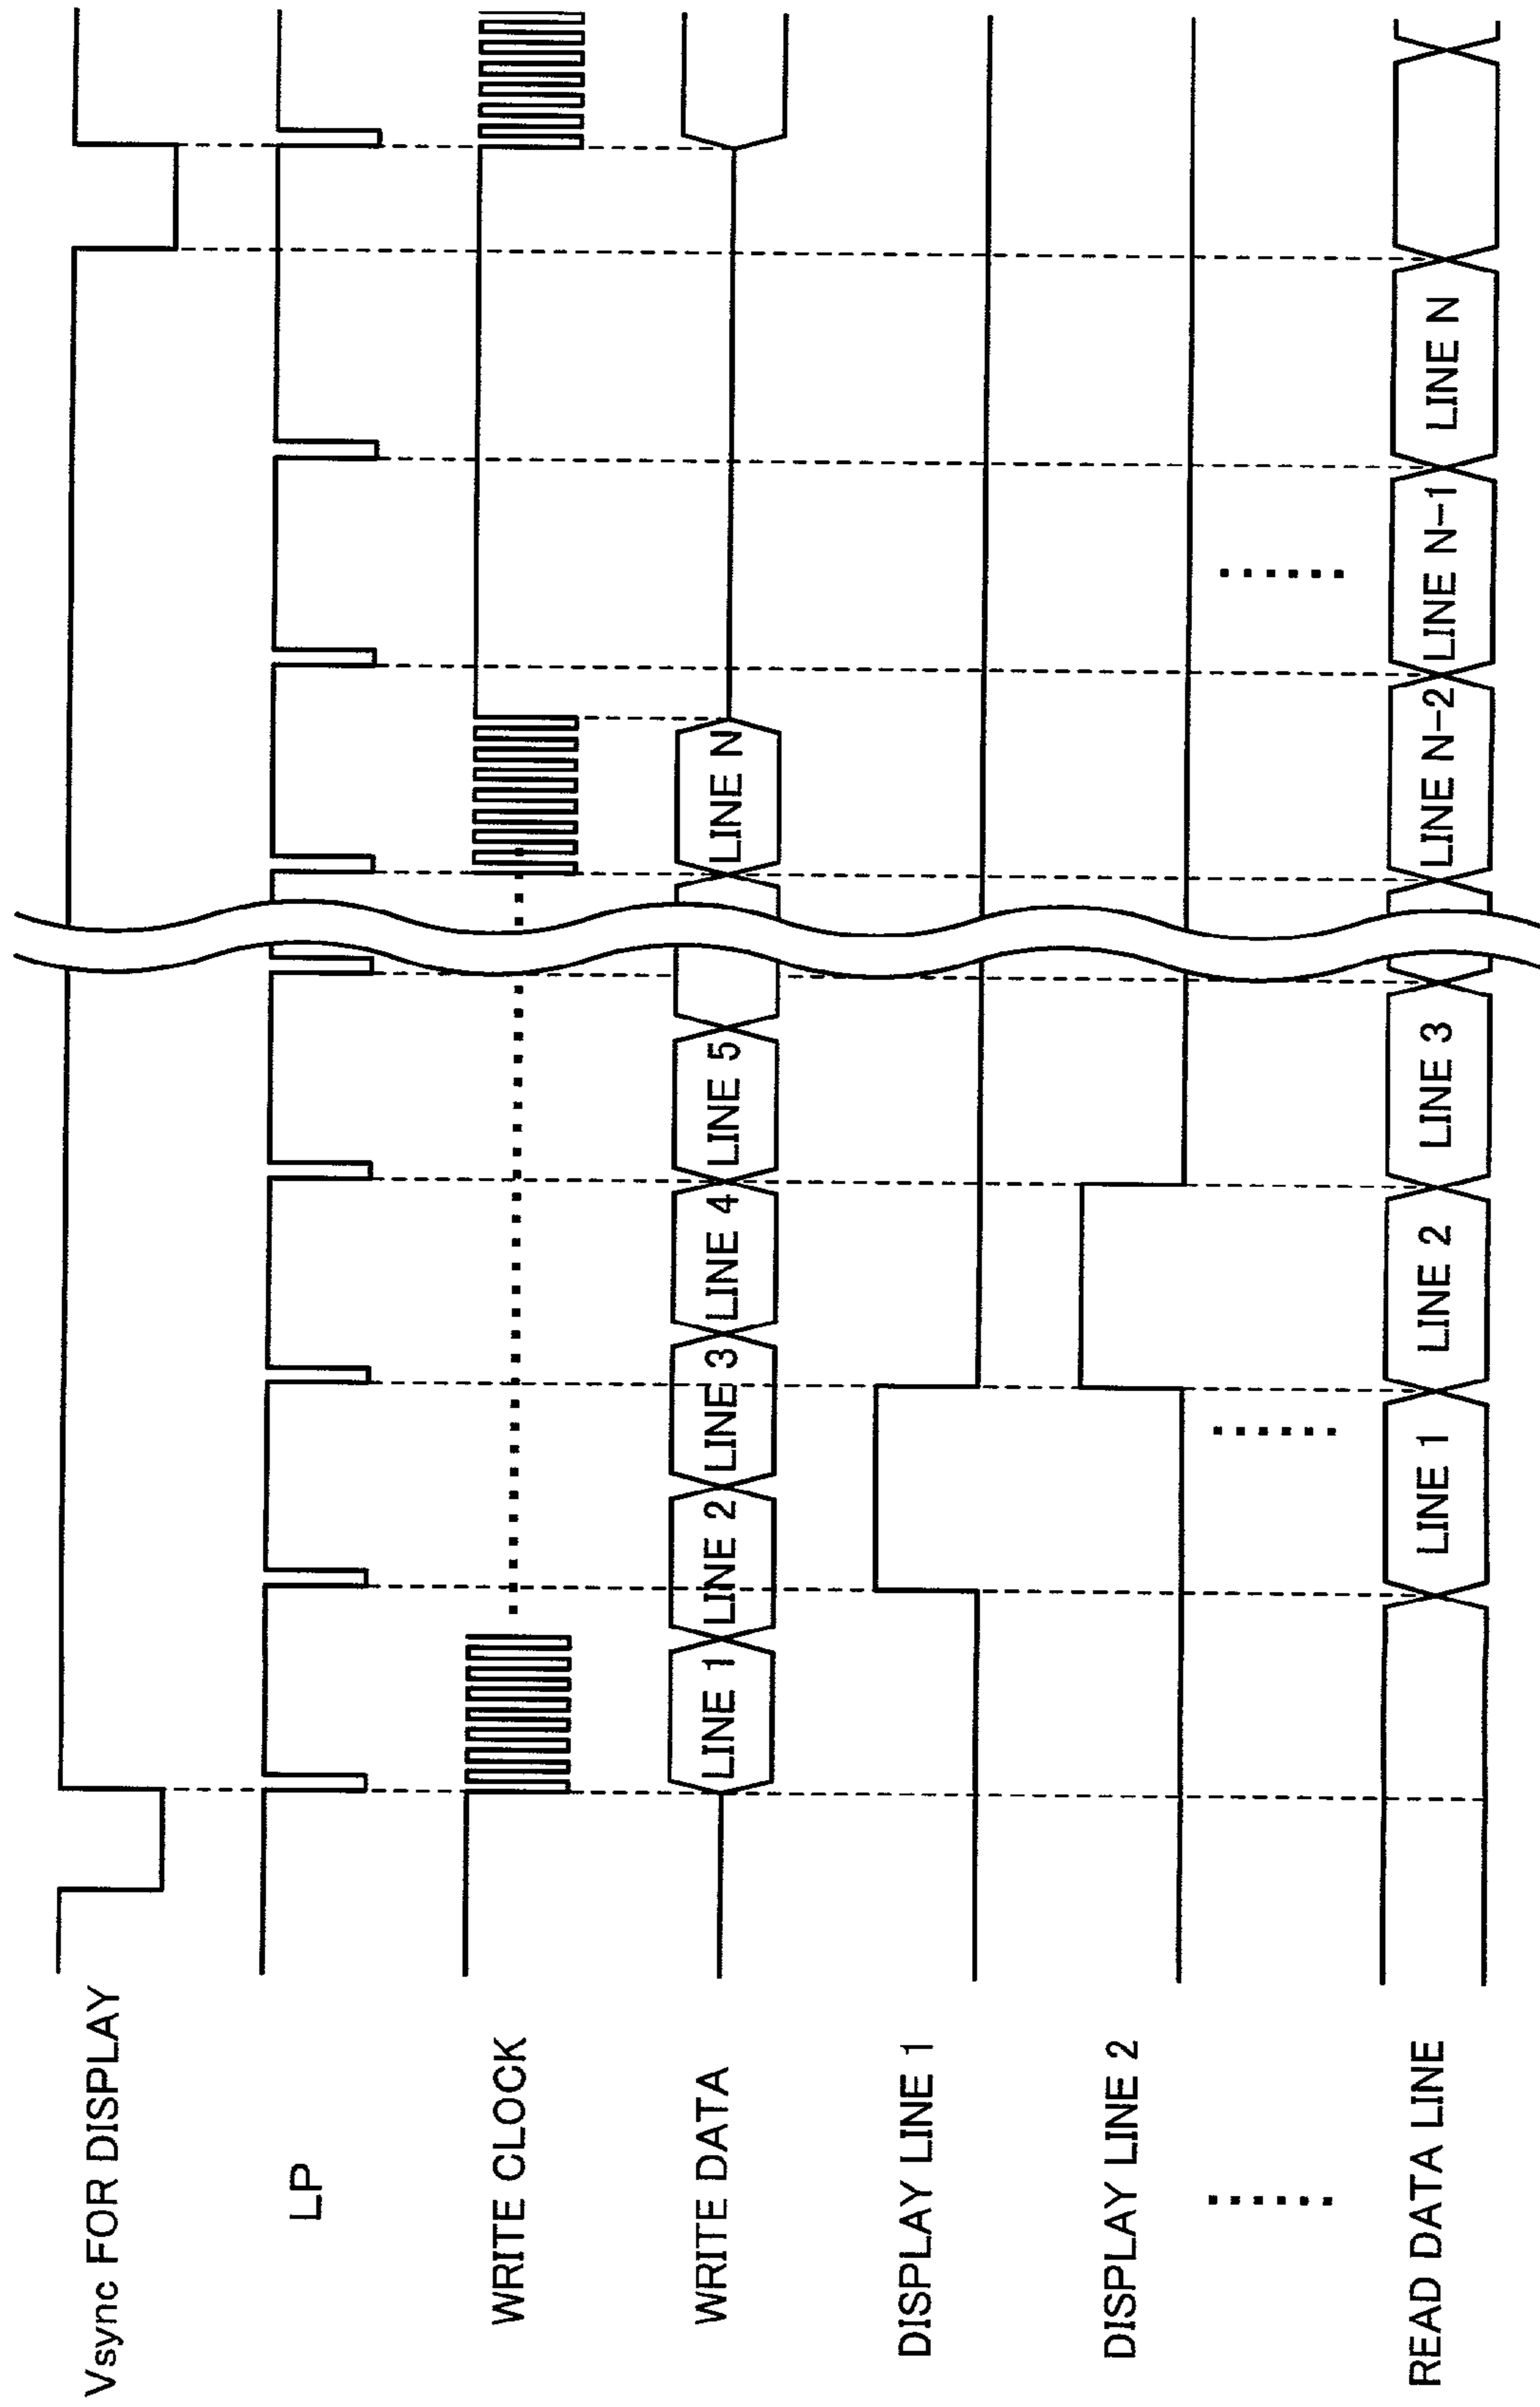 Vsync FOR DISPLAY
LP
WRITE CLOCK
WRITE DATA
LINE 1
LINE 2
LINE 3
LINE 4
LINE 5
LINE N
DISPLAY LINE 1
DISPLAY LINE 2
READ DATA LINE
LINE 1
LINE 2
LINE 3
LINE N-2
LINE N-1
LINE N